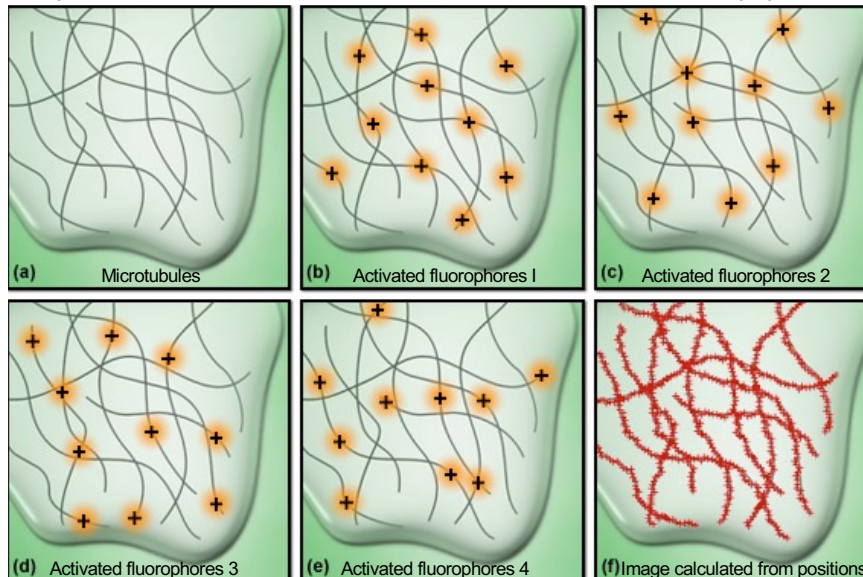 (a) Microtubules
(b) Activated fluorophores I
(c) Activated fluorophores 2
(d) Activated fluorophores 3
(e) Activated fluorophores 4
(f) Image calculated from positions